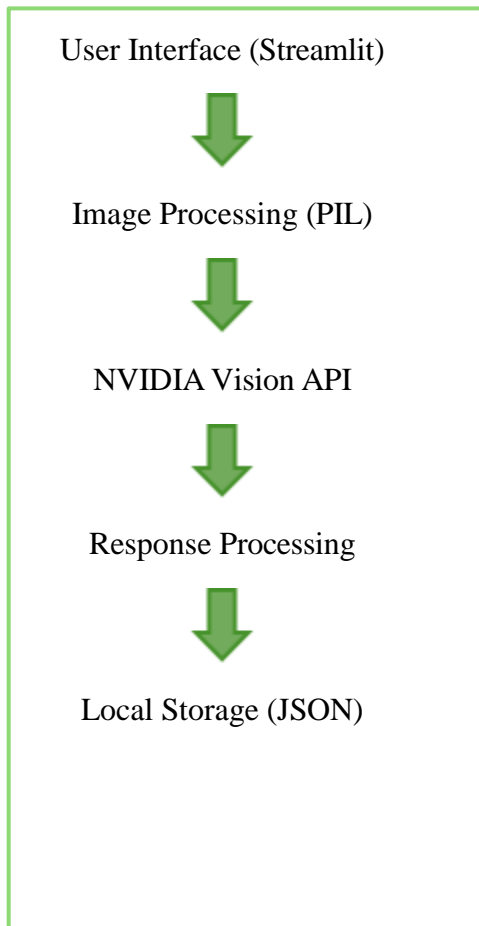 User Interface (Streamlit)
Image Processing (PIL)
NVIDIA Vision API
Response Processing
Local Storage (JSON)